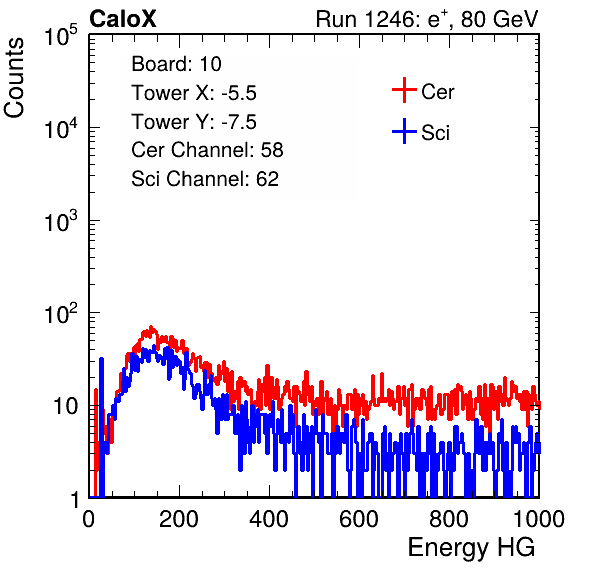 CaloX Run 1246: e⁺, 80 GeV
Counts
10⁵
10⁴
10³
10²
10
1
Board: 10
Tower X: -5.5
Tower Y: -7.5
Cer Channel: 58
Sci Channel: 62
Cer
Sci
0 200 400 600 800 1000
Energy HG